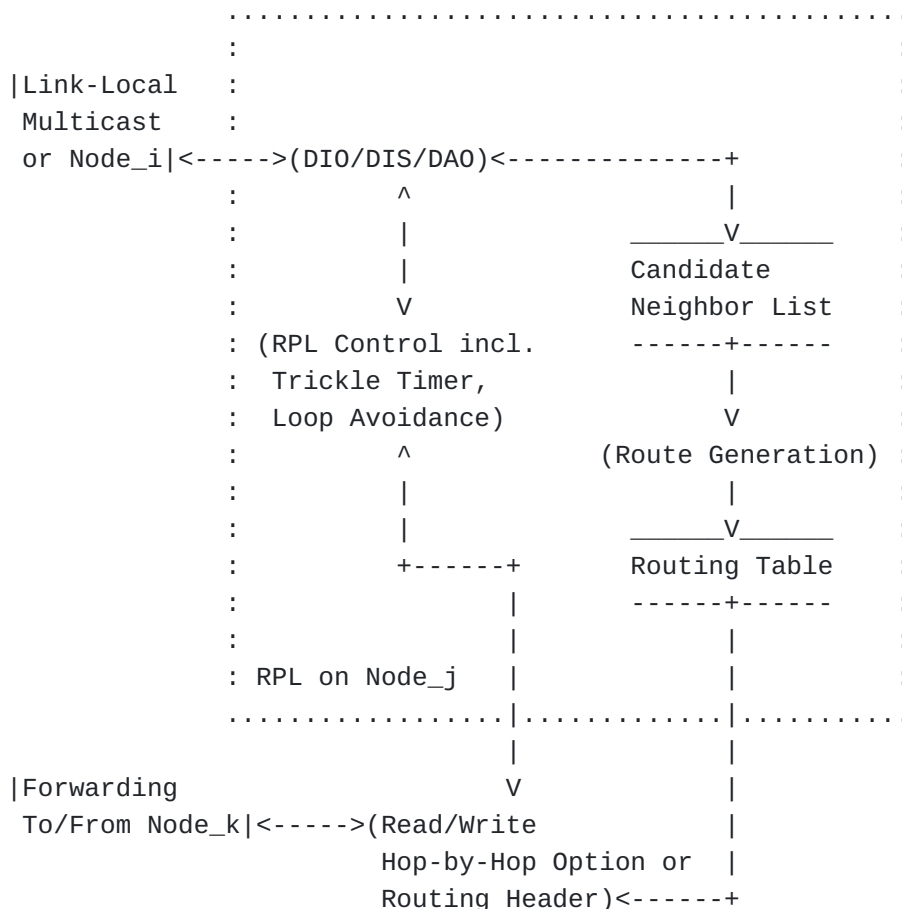 ...........................................
:                                           :
|Link-Local   :                                           :
Multicast    :                                           :
or Node_i|<----->(DIO/DIS/DAO)<--------------+           :
:           ^                    |           :
:           |              ______V______     :
:           |              Candidate         :
:           V              Neighbor List     :
: (RPL Control incl.      ------+------     :
:  Trickle Timer,               |           :
:  Loop Avoidance)              V           :
:           ^            (Route Generation) :
:           |                    |           :
:           |              ______V______     :
:           +------+       Routing Table     :
:                  |       ------+------     :
:                  |             |           :
: RPL on Node_j    |             |           :
..................|.............|...........
|             |
|Forwarding                     V             |
To/From Node_k|<----->(Read/Write            |
Hop-by-Hop Option or  |
Routing Header)<------+